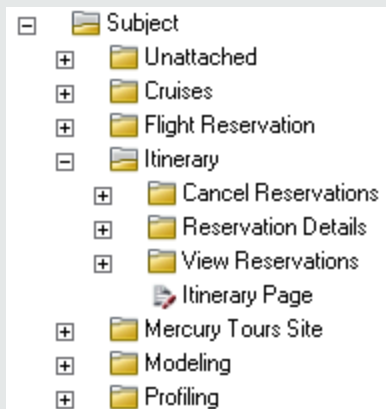 Subject
Unattached
Cruises
Flight Reservation
Itinerary
Cancel Reservations
Reservation Details
View Reservations
Itinerary Page
Mercury Tours Site
Modeling
Profiling